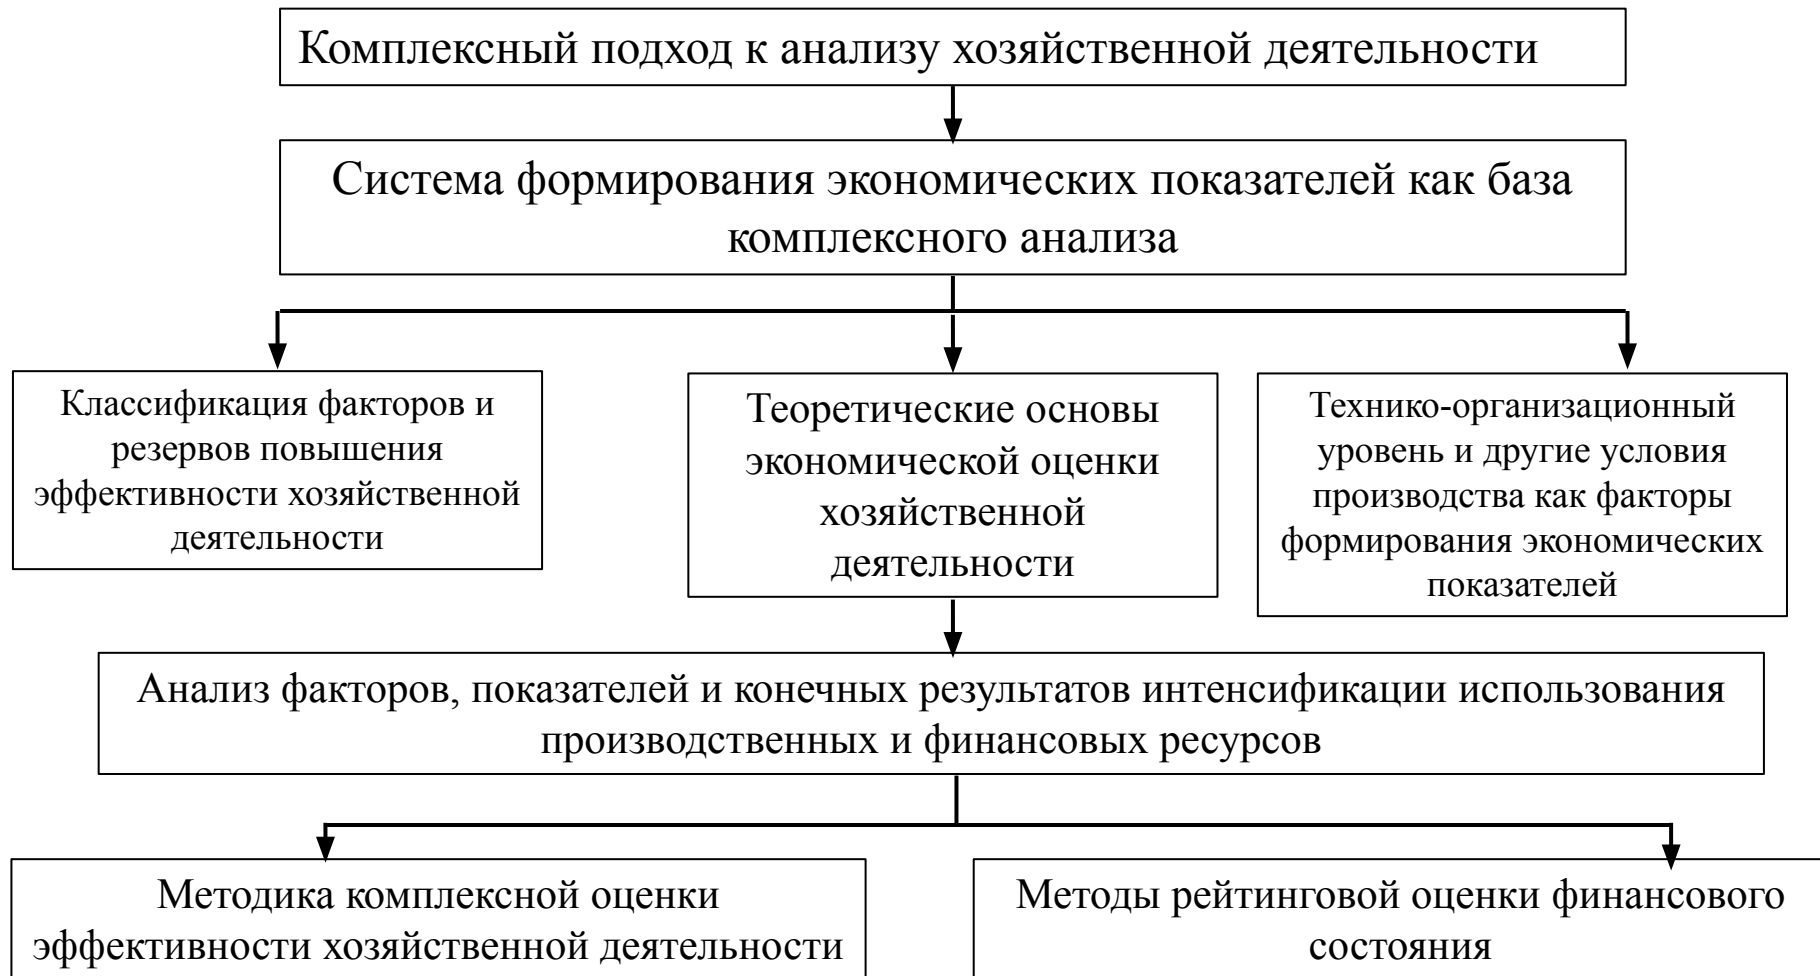 Комплексный подход к анализу хозяйственной деятельности
Система формирования экономических показателей как база
комплексного анализа
Классификация факторов и
резервов повышения
эффективности хозяйственной
деятельности
Теоретические основы
экономической оценки
хозяйственной
деятельности
Технико-организационный
уровень и другие условия
производства как факторы
формирования экономических
показателей
Анализ факторов, показателей и конечных результатов интенсификации использования
производственных и финансовых ресурсов
Методика комплексной оценки
эффективности хозяйственной деятельности
Методы рейтинговой оценки финансового
состояния